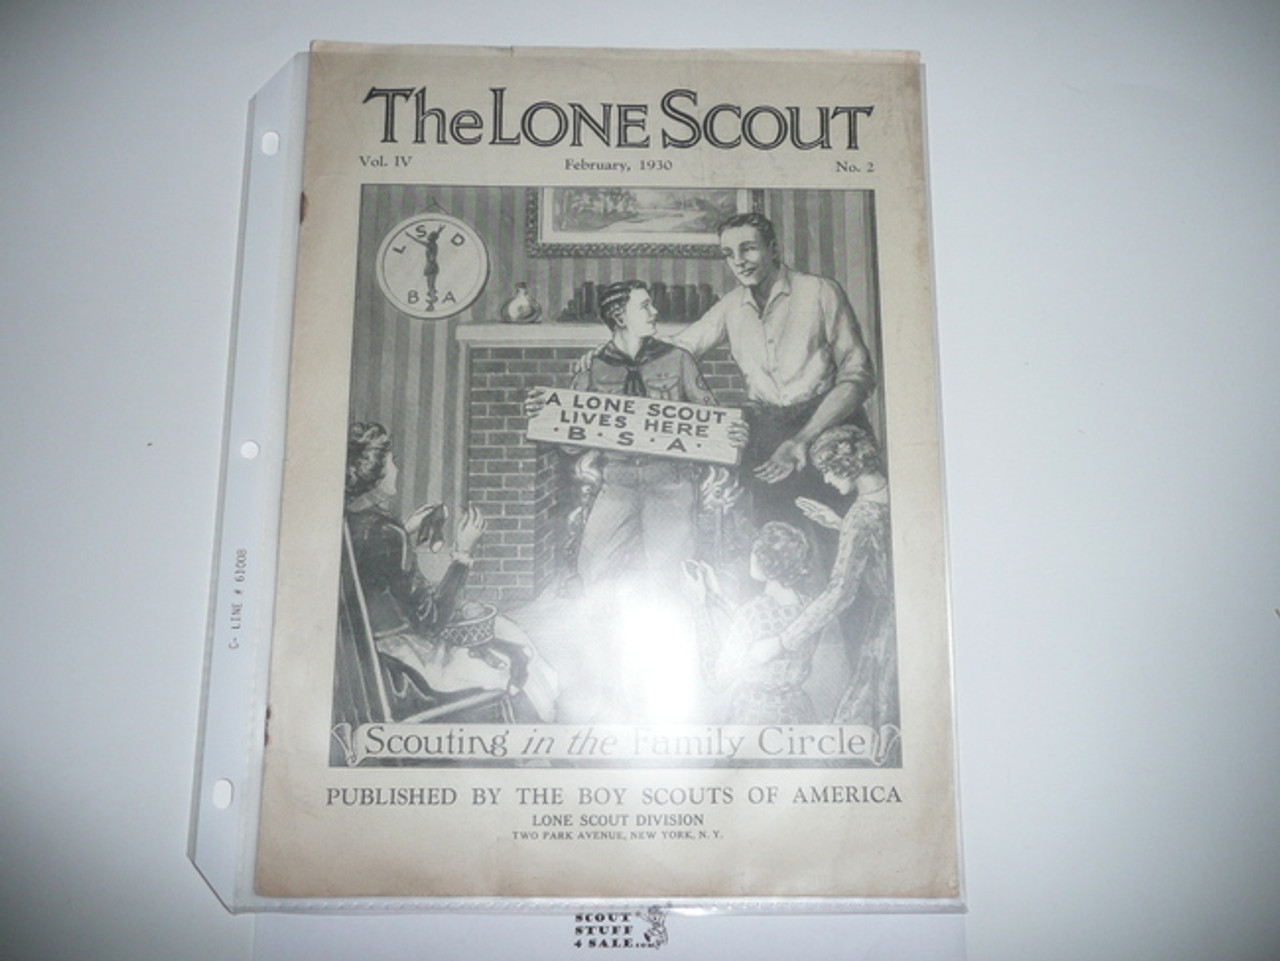 The LONE SCOUT
Vol. IV February, 1930 No. 2
L S D
B S A
A LONE SCOUT
LIVES HERE
· B · S · A ·
Scouting in the Family Circle
PUBLISHED BY THE BOY SCOUTS OF AMERICA
LONE SCOUT DIVISION
TWO PARK AVENUE, NEW YORK, N. Y.
C- LINE # 61008
SCOUT
STUFF
4 SALE.com